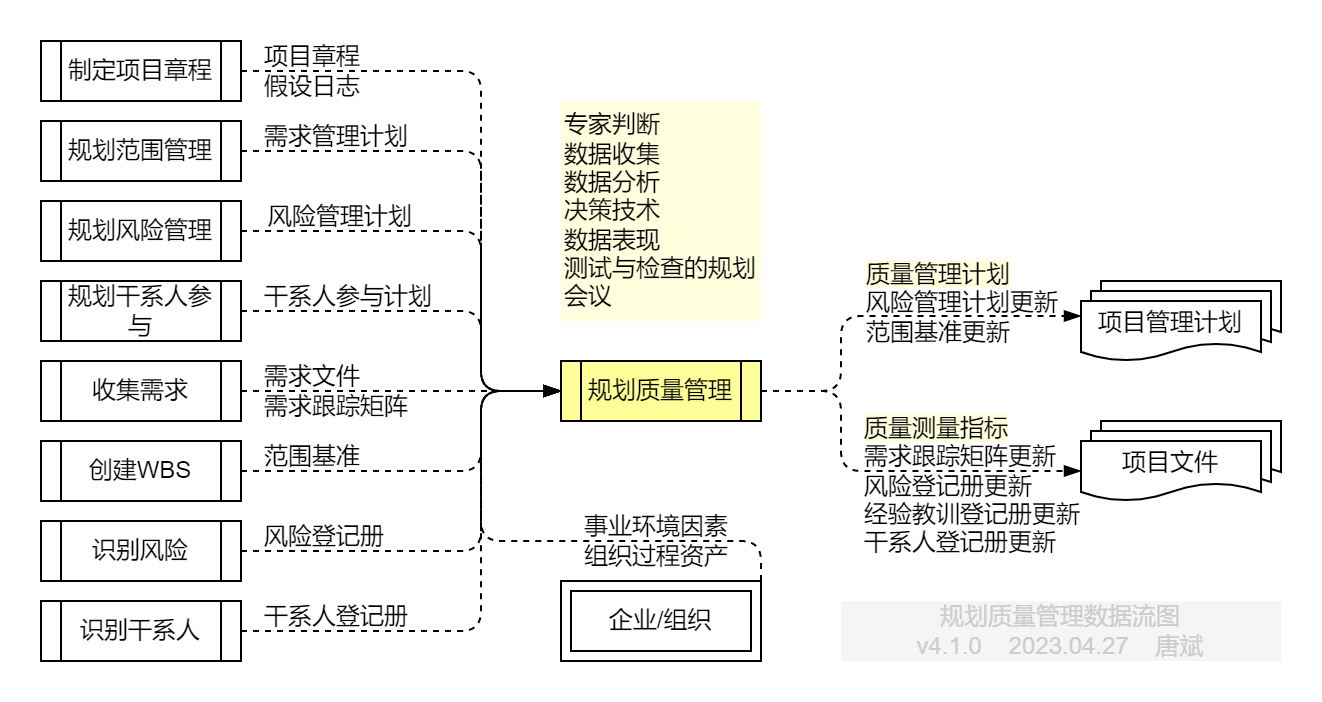 制定项目章程
项目章程
假设日志
规划范围管理
需求管理计划
规划风险管理
风险管理计划
规划干系人参
与
干系人参与计划
收集需求
需求文件
需求跟踪矩阵
创建WBS
范围基准
识别风险
风险登记册
识别干系人
干系人登记册
专家判断
数据收集
数据分析
决策技术
数据表现
测试与检查的规划
会议
规划质量管理
事业环境因素
组织过程资产
企业/组织
质量管理计划
风险管理计划更新
范围基准更新
项目管理计划
质量测量指标
需求跟踪矩阵更新
风险登记册更新
经验教训登记册更新
干系人登记册更新
项目文件
规划质量管理数据流图
v4.1.0 2023.04.27 唐斌